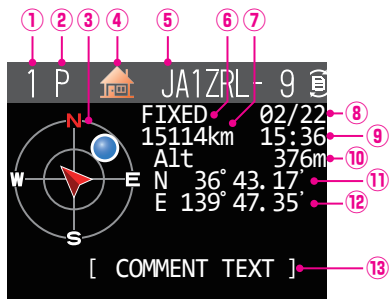 ① ② ③ ④ ⑤ ⑥ ⑦
1 P JA1ZRL- 9
FIXED 02/22 ⑧
15114km 15:36 ⑨
Alt 376m ⑩
N 36°43.17' ⑪
E 139°47.35' ⑫
N
W E
S
[ COMMENT TEXT ] ⑬